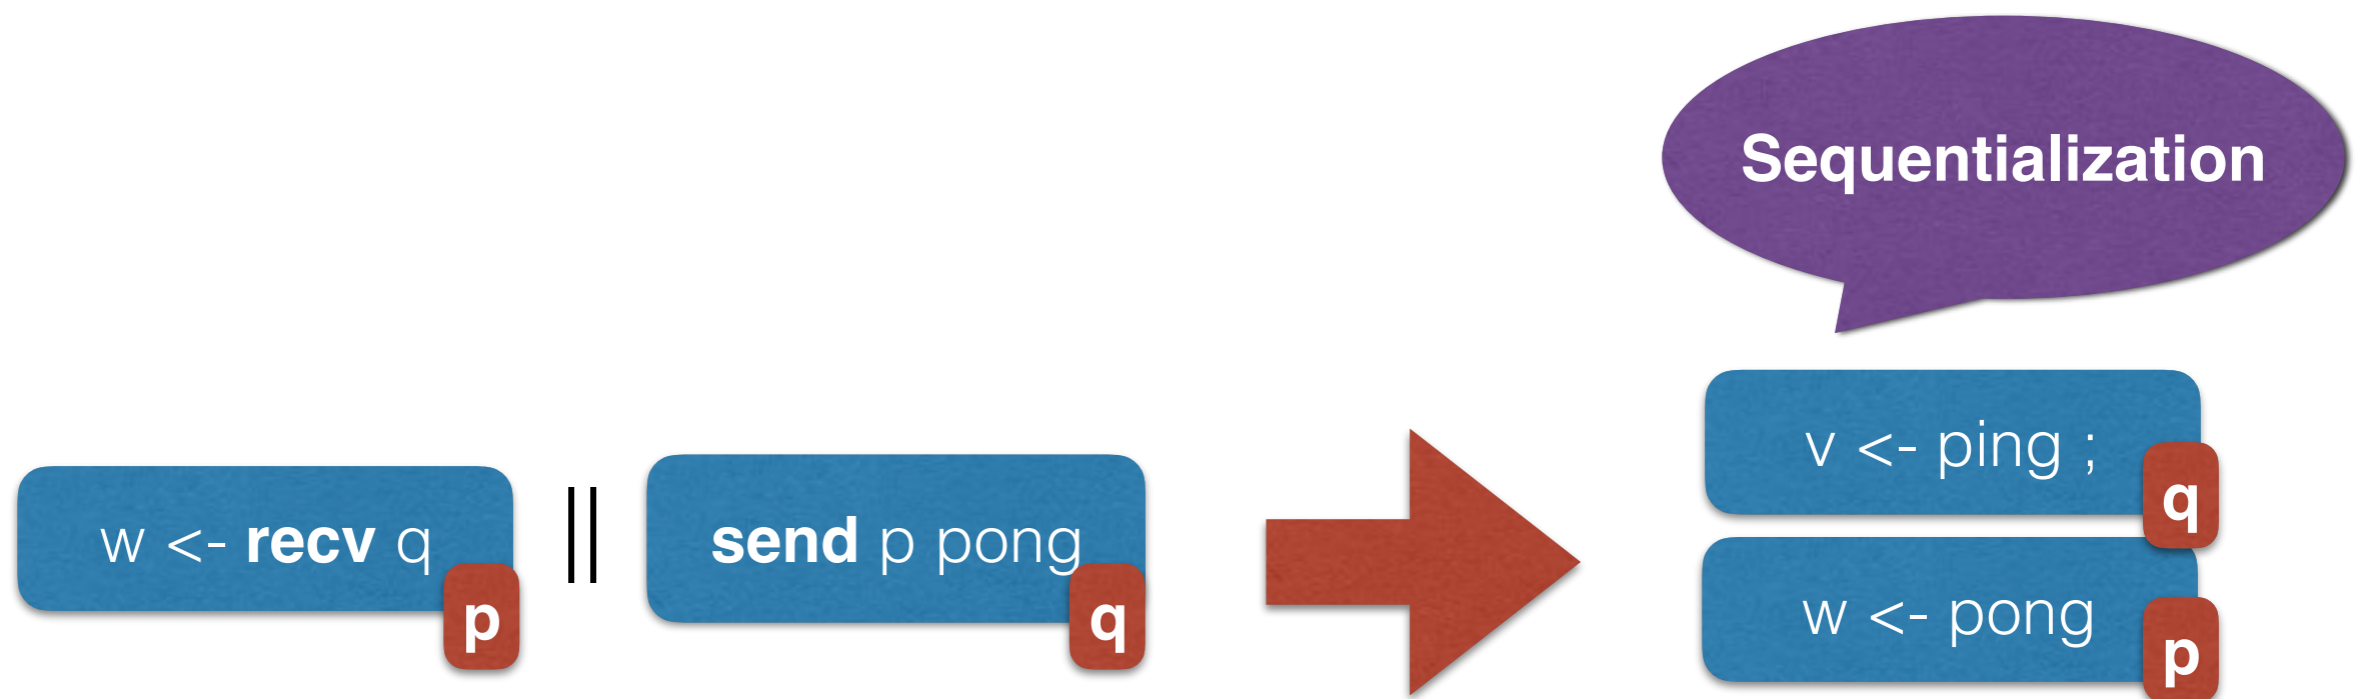 Sequentialization
w <- recv q
p
||
send p pong
q
v <- ping ;
q
w <- pong
p